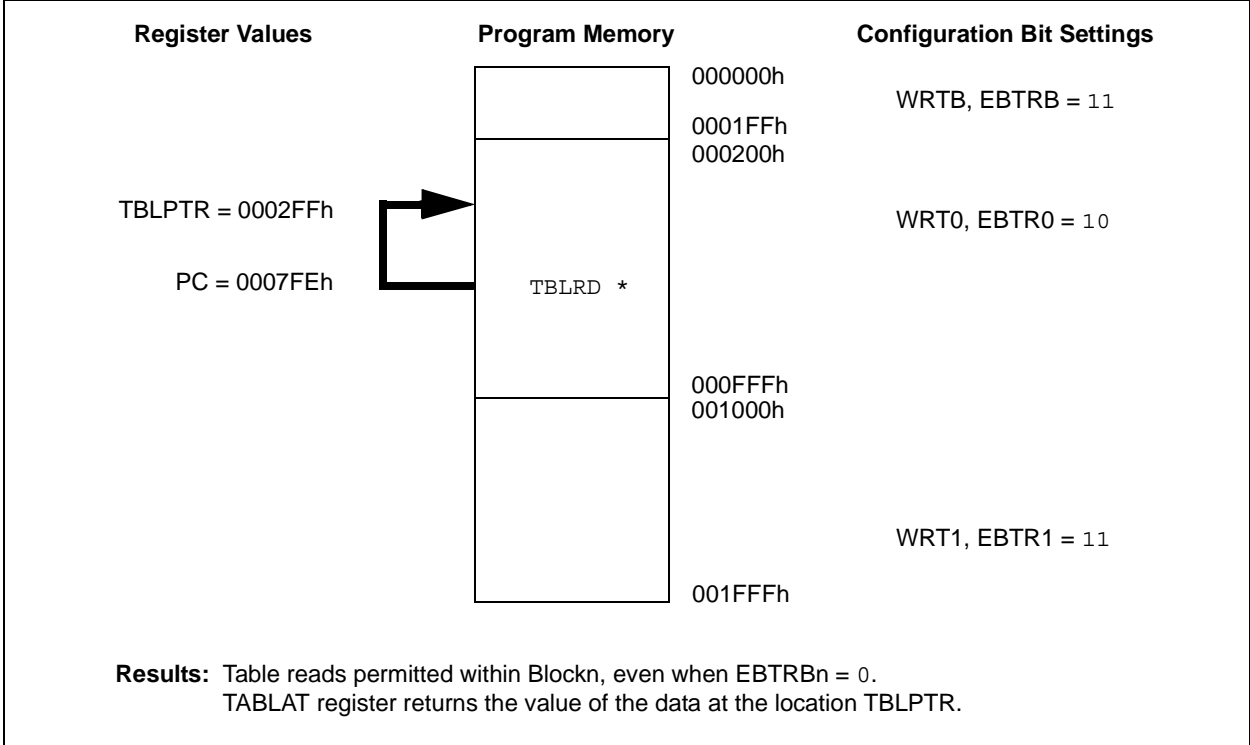 Register Values Program Memory Configuration Bit Settings
000000h
WRTB, EBTRB = 11
0001FFh
000200h
TBLPTR = 0002FFh
WRT0, EBTR0 = 10
PC = 0007FEh
TBLRD *
000FFFh
001000h
WRT1, EBTR1 = 11
001FFFh
Results: Table reads permitted within Blockn, even when EBTRBn = 0.
TABLAT register returns the value of the data at the location TBLPTR.